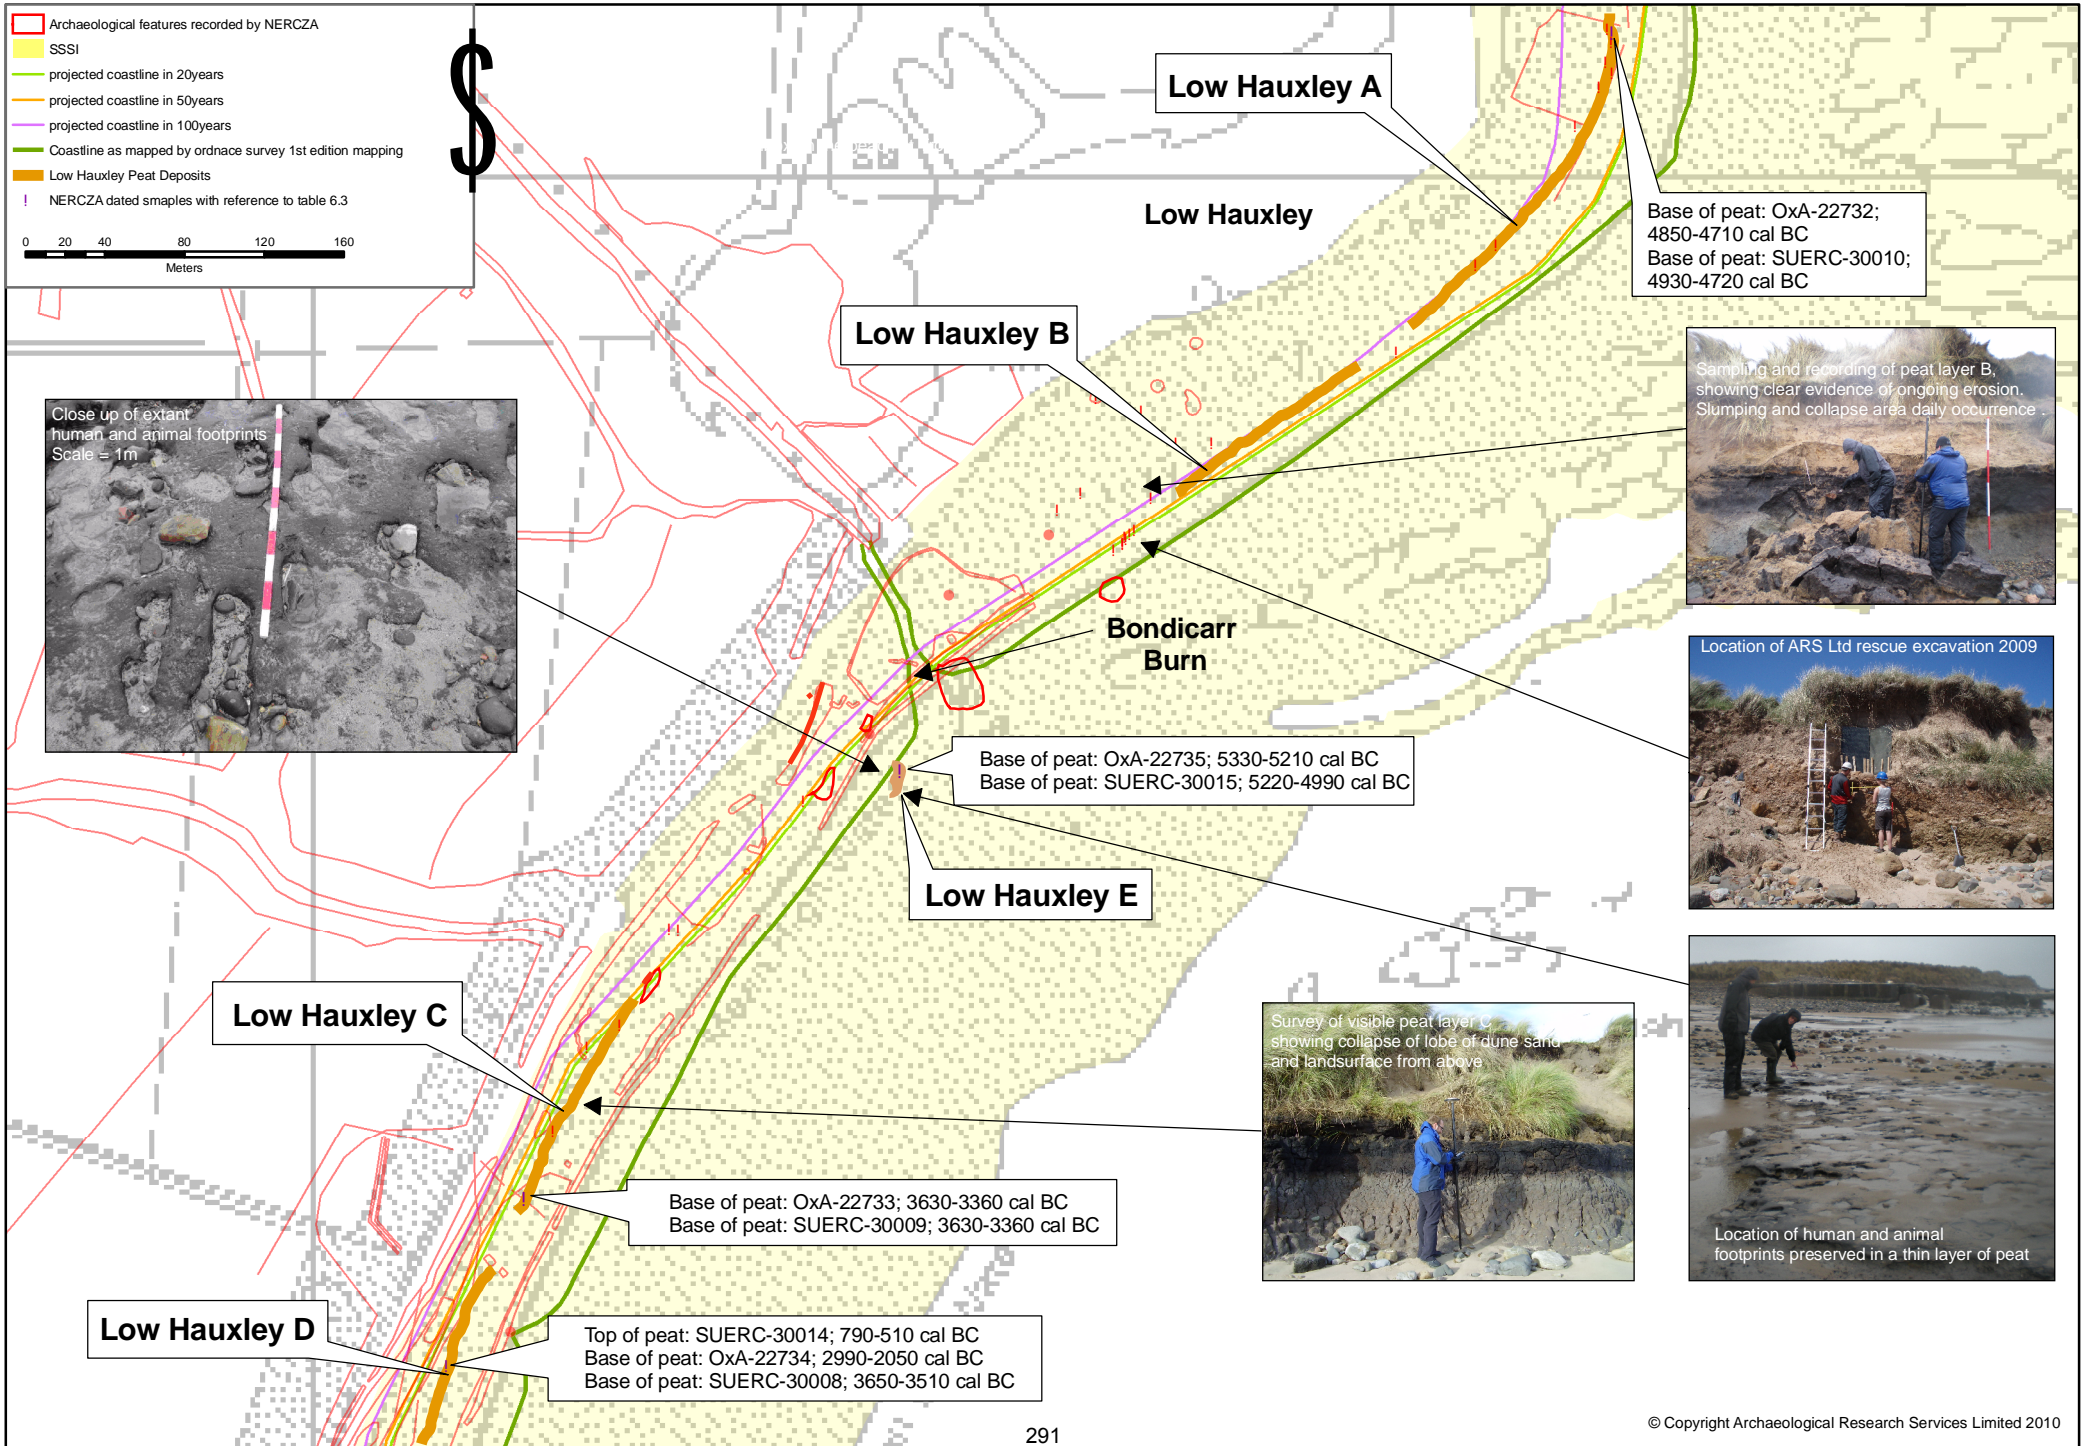 Archaeological features recorded by NERCZA
SSSI
projected coastline in 20years
projected coastline in 50years
projected coastline in 100years
Coastline as mapped by ordnace survey 1st edition mapping
Low Hauxley Peat Deposits
! NERCZA dated smaples with reference to table 6.3
0 20 40 80 120 160
Meters
$
Low Hauxley A
Low Hauxley
Base of peat: OxA-22732;
4850-4710 cal BC
Base of peat: SUERC-30010;
4930-4720 cal BC
Low Hauxley B
Sampling and recording of peat layer B,
showing clear evidence of ongoing erosion.
Slumping and collapse area daily occurrence .
Close up of extant
human and animal footprints
Scale = 1m
Bondicarr
Burn
Location of ARS Ltd rescue excavation 2009
Base of peat: OxA-22735; 5330-5210 cal BC
Base of peat: SUERC-30015; 5220-4990 cal BC
Low Hauxley E
Low Hauxley C
Survey of visible peat layer C
showing collapse of lobe of dune sand
and landsurface from above
Location of human and animal
footprints preserved in a thin layer of peat
Base of peat: OxA-22733; 3630-3360 cal BC
Base of peat: SUERC-30009; 3630-3360 cal BC
Low Hauxley D
Top of peat: SUERC-30014; 790-510 cal BC
Base of peat: OxA-22734; 2990-2050 cal BC
Base of peat: SUERC-30008; 3650-3510 cal BC
291
© Copyright Archaeological Research Services Limited 2010